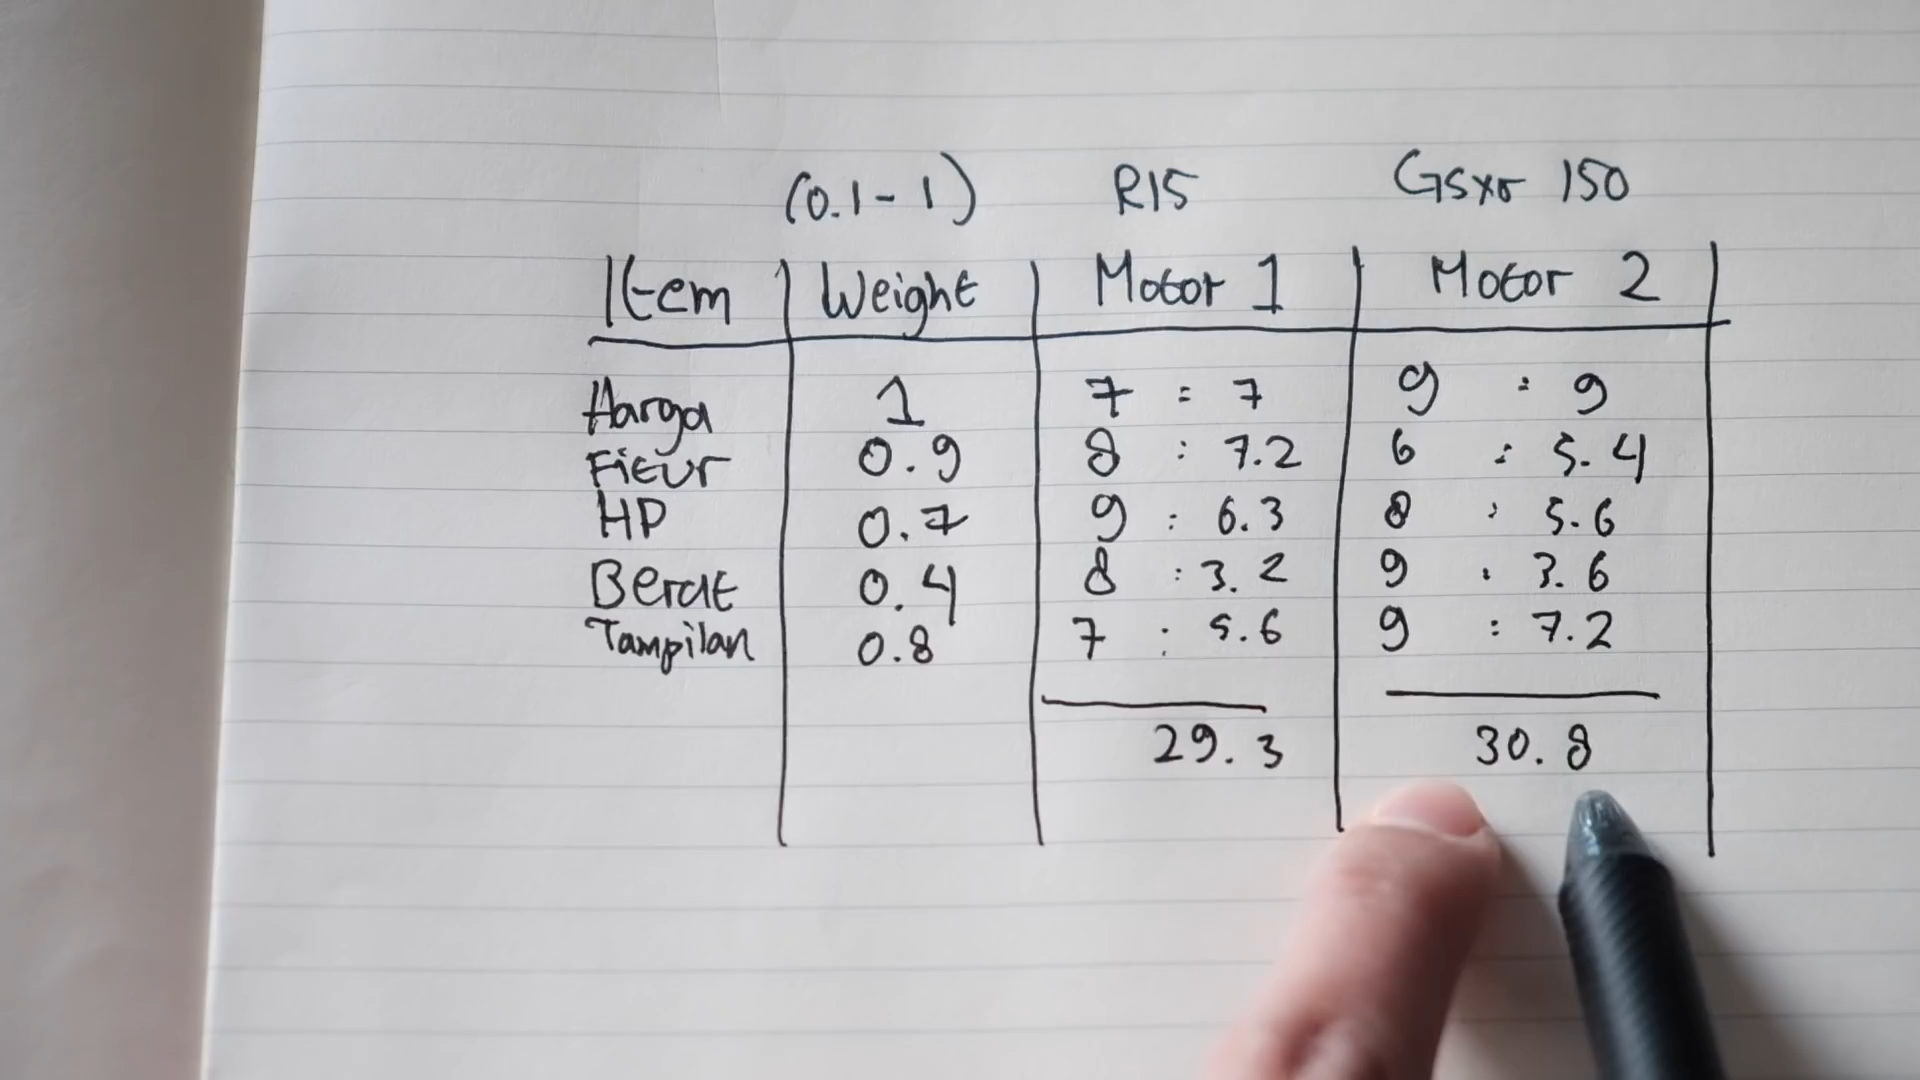 (0.1-1) R15 Gsxr 150
Item Weight Motor 1 Motor 2
Harga 1 7 : 7 9 : 9
Fitur 0.9 8 : 7.2 6 : 5.4
HP 0.7 9 : 6.3 8 : 5.6
Berat 0.4 8 : 3.2 9 : 3.6
Tampilan 0.8 7 : 5.6 9 : 7.2
29.3 30.8